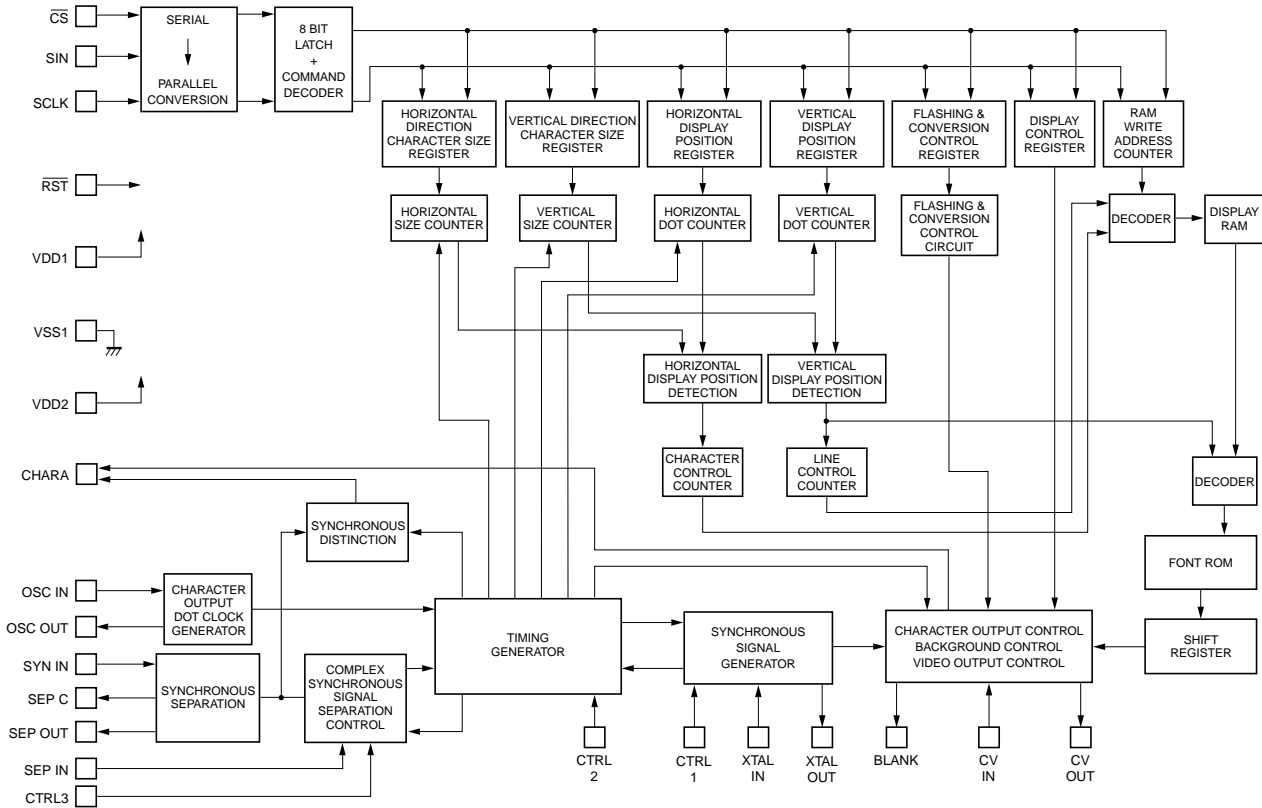 CS
SIN
SCLK
RST
VDD1
VSS1
VDD2
CHARA
OSC IN
OSC OUT
SYN IN
SEP C
SEP OUT
SEP IN
CTRL3
SERIAL
PARALLEL
CONVERSION
8 BIT
LATCH
+
COMMAND
DECODER
HORIZONTAL
DIRECTION
CHARACTER SIZE
REGISTER
VERTICAL DIRECTION
CHARACTER SIZE
REGISTER
HORIZONTAL
DISPLAY
POSITION
REGISTER
VERTICAL
DISPLAY
POSITION
REGISTER
FLASHING &
CONVERSION
CONTROL
REGISTER
DISPLAY
CONTROL
REGISTER
RAM
WRITE
ADDRESS
COUNTER
HORIZONTAL
SIZE COUNTER
VERTICAL
SIZE COUNTER
HORIZONTAL
DOT COUNTER
VERTICAL
DOT COUNTER
FLASHING &
CONVERSION
CONTROL
CIRCUIT
DECODER
DISPLAY
RAM
HORIZONTAL
DISPLAY POSITION
DETECTION
VERTICAL
DISPLAY POSITION
DETECTION
CHARACTER
CONTROL
COUNTER
LINE
CONTROL
COUNTER
DECODER
SYNCHRONOUS
DISTINCTION
FONT ROM
CHARACTER
OUTPUT
DOT CLOCK
GENERATOR
TIMING
GENERATOR
SYNCHRONOUS
SIGNAL
GENERATOR
CHARACTER OUTPUT CONTROL
BACKGROUND CONTROL
VIDEO OUTPUT CONTROL
SHIFT
REGISTER
SYNCHRONOUS
SEPARATION
COMPLEX
SYNCHRONOUS
SIGNAL
SEPARATION
CONTROL
CTRL
2
CTRL
1
XTAL
IN
XTAL
OUT
BLANK
CV
IN
CV
OUT